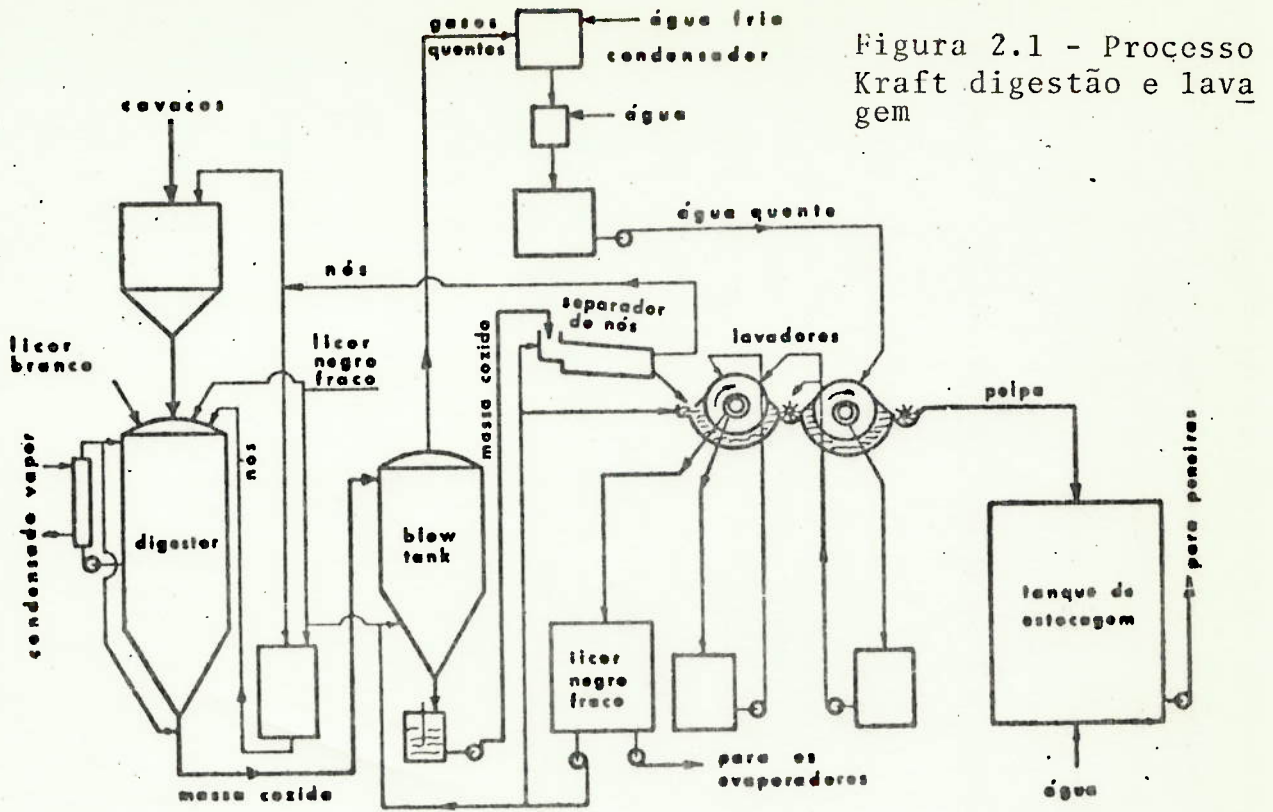 Figura 2.1 - Processo
Kraft digestão e lava
gem
gases
quentes
água fria
condensador
cavacos
água
água quente
nós
separador
de nós
lavadores
licor
branco
licor
negro
fraco
massa cozida
polpa
nos
condensado vapor
digestor
blow
tank
tanque de
estocagem
para peneiras
licor
negro
fraco
para os
evaporadores
massa cozida
água